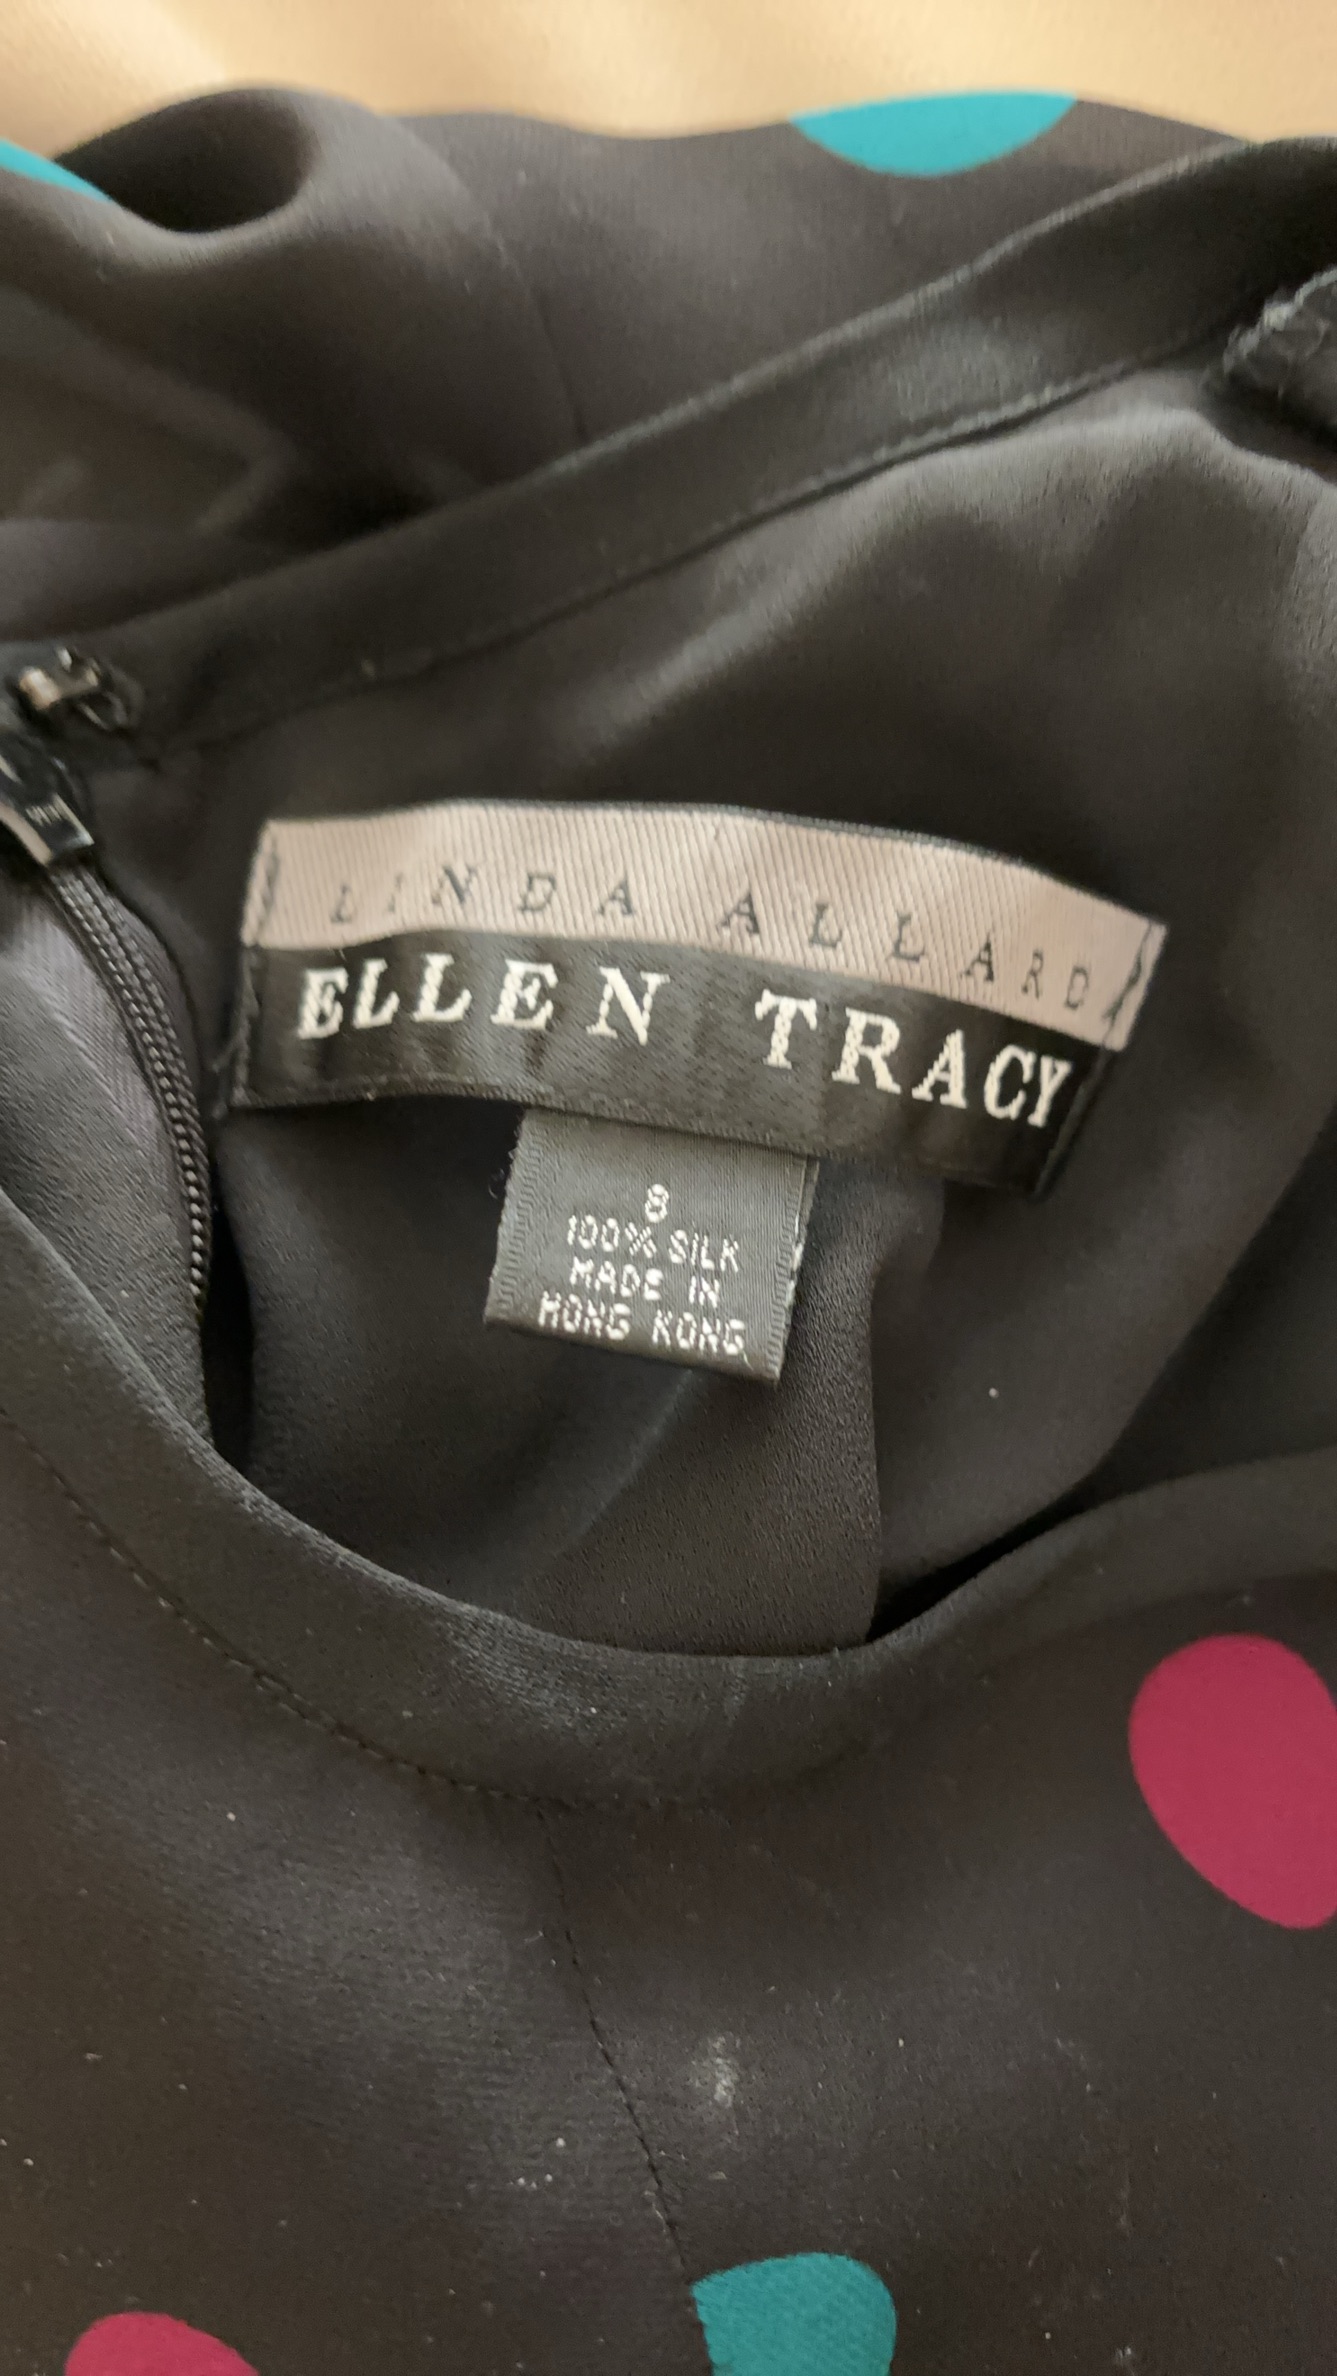 LINDA ALLARD
ELLEN TRACY
8
100% SILK
MADE IN
HONG KONG